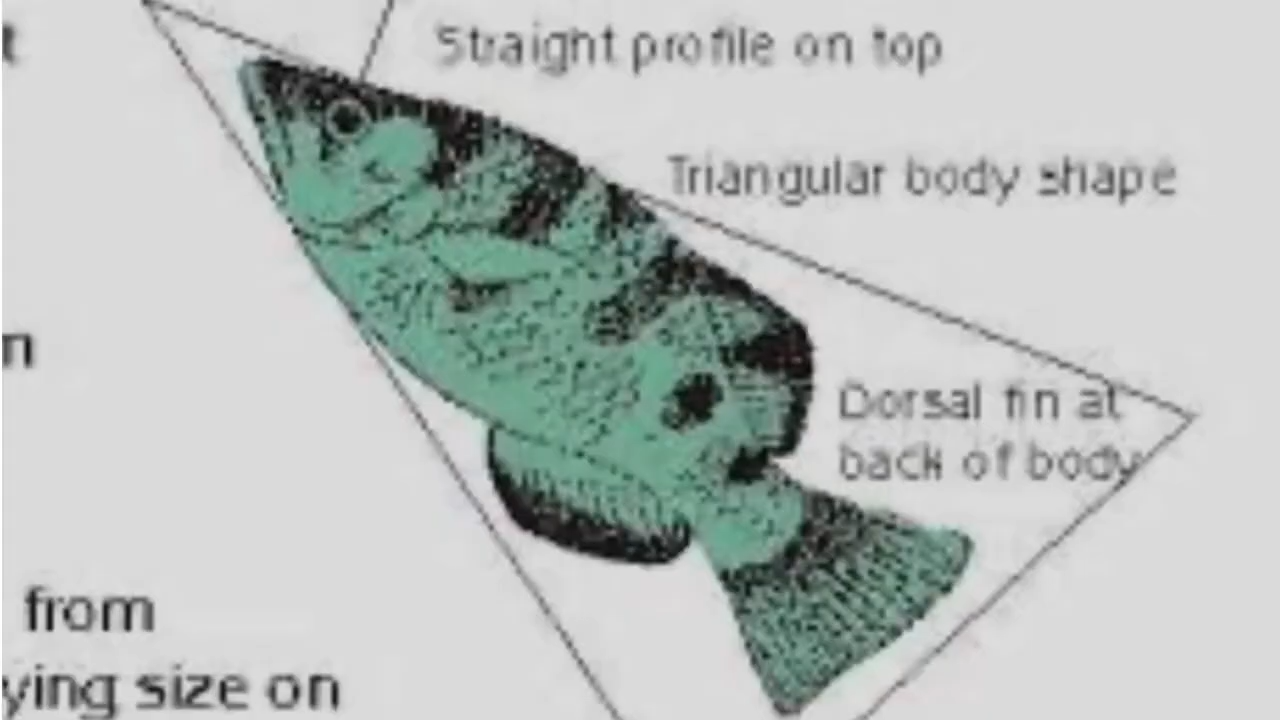 Straight profile on top
Triangular body shape
Dorsal fin at
back of body
from
ying size on